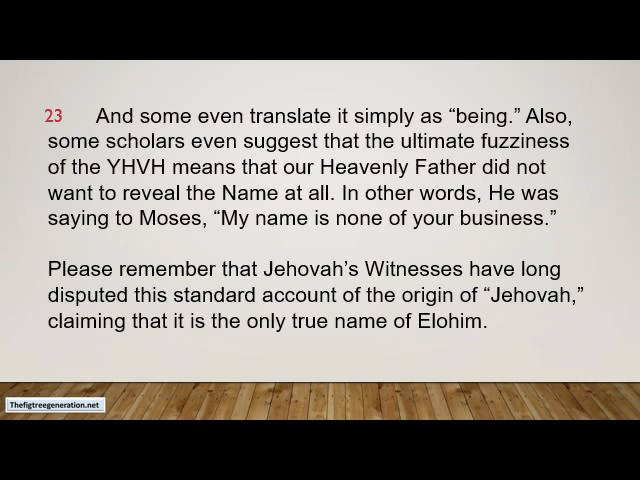 23 And some even translate it simply as “being.” Also,
some scholars even suggest that the ultimate fuzziness
of the YHVH means that our Heavenly Father did not
want to reveal the Name at all. In other words, He was
saying to Moses, “My name is none of your business.”
Please remember that Jehovah’s Witnesses have long
disputed this standard account of the origin of “Jehovah,”
claiming that it is the only true name of Elohim.
Thefigtreegeneration.net